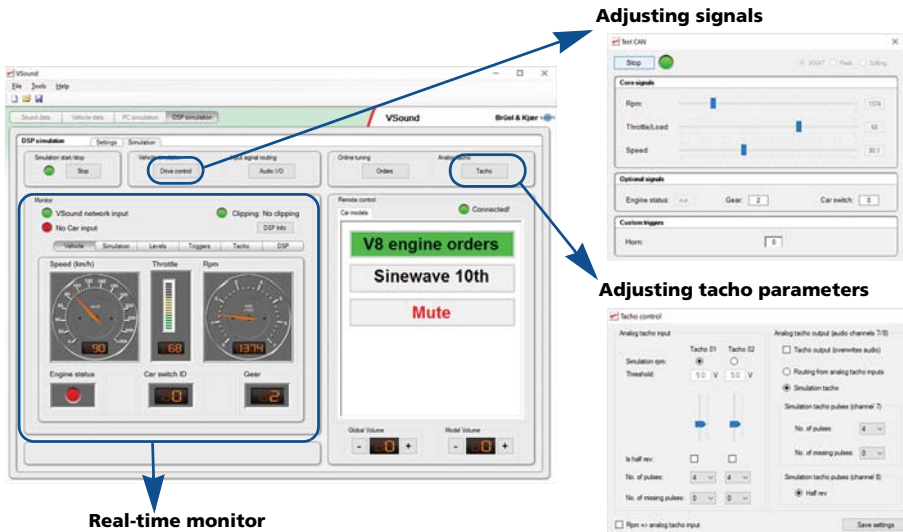 Adjusting signals
Test CAN
Stop
VXAT Peak
Core signals
Rpm: 1374
Throttle/Load 68
Speed 90.1
Optional signals
Engine status: Gear: 2 Car switch: 0
Custom triggers
Horn: 0
VSound
File Tools Help
Sound data Vehicle data PC simulation DSP simulation
VSound Brüel & Kjær
DSP simulation Settings Simulation
Simulation start/stop
Stop
Vehicle simulation
Drive control
Input signal routing
Audio I/O
Online tuning
Orders
Analog tacho
Tacho
Monitor
VSound network input Clipping: No clipping
No Car input DSP Info
Vehicle Simulation Levels Triggers Tacho DSP
Speed (km/h) Throttle Rpm
90 68 1374
Engine status Car switch ID Gear
0 2
Remote control
Car models Connected!
V8 engine orders
Sinewave 10th
Mute
Global Volume Model Volume
- 0 + - 0 +
Real-time monitor
Adjusting tacho parameters
Tacho control
Analog tacho input
Tacho 01 Tacho 02
Simulation rpm:
Threshold: 5.0 V 5.0 V
Is half rev:
No. of pulses: 4 4
No. of missing pulses: 0 0
Rpm <> analog tacho input
Analog tacho output (audio channels 7/8)
Tacho output (overwrites audio)
Routing from analog tacho inputs
Simulation tacho
Simulation tacho pulses (channel 7)
No. of pulses: 4
No. of missing pulses: 0
Simulation tacho pulses (channel 8)
Half rev
Save settings